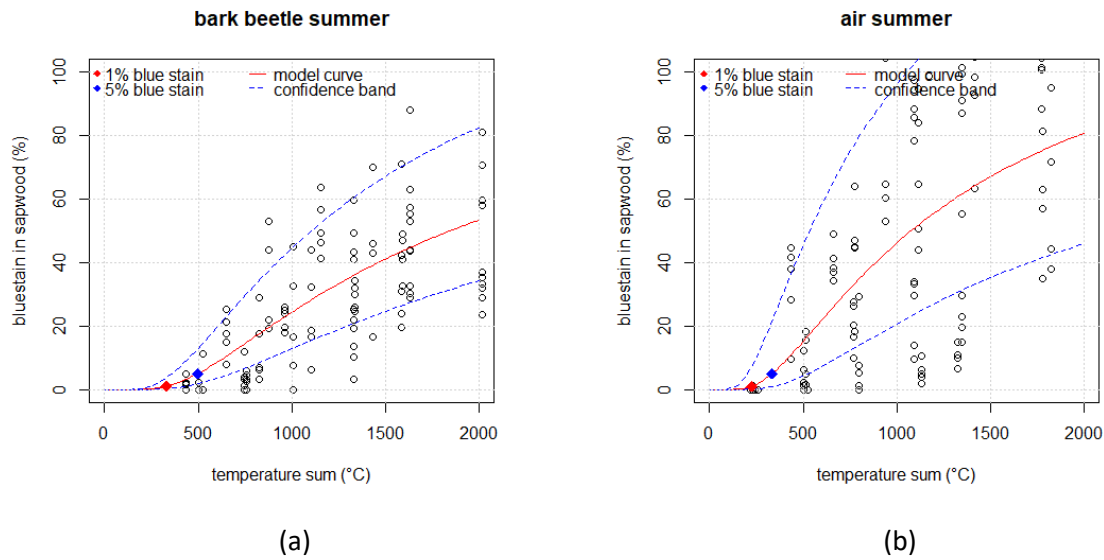 bark beetle summer
1% blue stain
5% blue stain
model curve
confidence band
100
80
60
40
20
0
bluestain in sapwood (%)
0 500 1000 1500 2000
temperature sum (°C)
(a)
air summer
1% blue stain
5% blue stain
model curve
confidence band
100
80
60
40
20
0
bluestain in sapwood (%)
0 500 1000 1500 2000
temperature sum (°C)
(b)